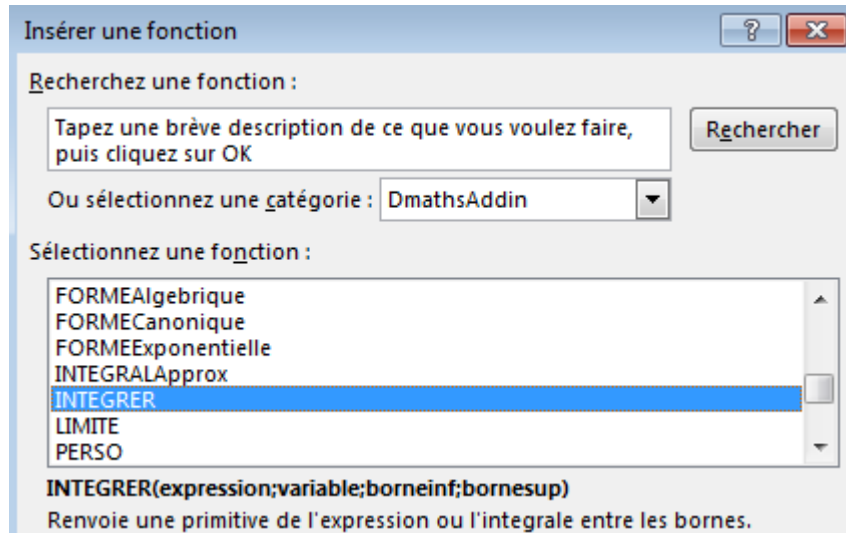 Insérer une fonction
Recherchez une fonction :
Tapez une brève description de ce que vous voulez faire,
puis cliquez sur OK
Rechercher
Ou sélectionnez une catégorie : DmathsAddin
Sélectionnez une fonction :
FORMEAlgebrique
FORMECanonique
FORMEExponentielle
INTEGRALApprox
INTEGRER
LIMITE
PERSO
INTEGRER(expression;variable;borneinf;bornesup)
Renvoie une primitive de l'expression ou l'integrale entre les bornes.